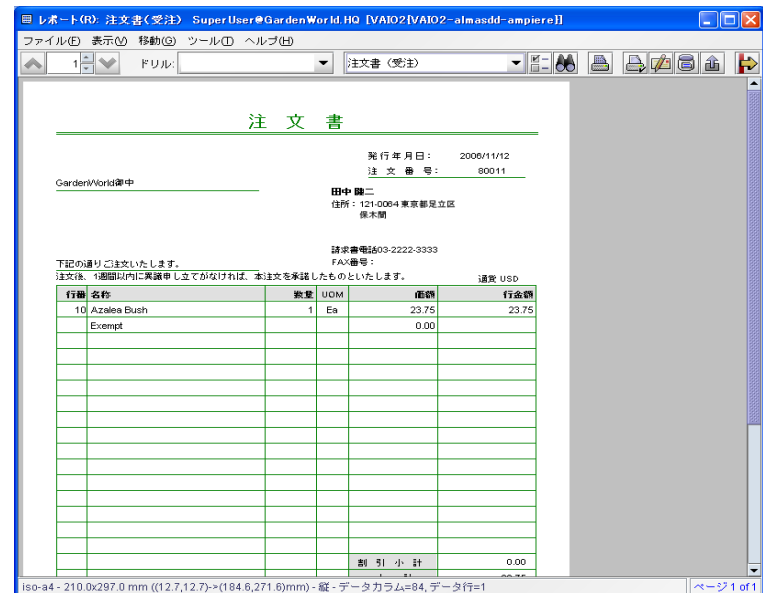 レポート(R): 注文書(受注) SuperUser@GardenWorld.HQ [VAIO2{VAIO2-almasdd-ampiere}]
ファイル(F) 表示(V) 移動(G) ツール(T) ヘルプ(H)
1 ドリル: 注文書（受注）
注 文 書
発行年月日: 2006/11/12
注 文 番 号: 80011
GardenWorld御中
田中 隆二
住所: 121-0064 東京都足立区
保木間
請求書電話03-2222-3333
下記の通りご注文いたします。 FAX番号:
注文後、1週間以内に異議申し立てがなければ、本注文を承諾したものといたします。 通貨 USD
行番 名称 数量 UOM 価額 行金額
10 Azalea Bush 1 Ea 23.75 23.75
Exempt 0.00
割 引 小 計 0.00
iso-a4 - 210.0x297.0 mm ((12.7,12.7)->(184.6,271.6)mm) - 縦 - データカラム=84, データ行=1 ページ 1 of 1